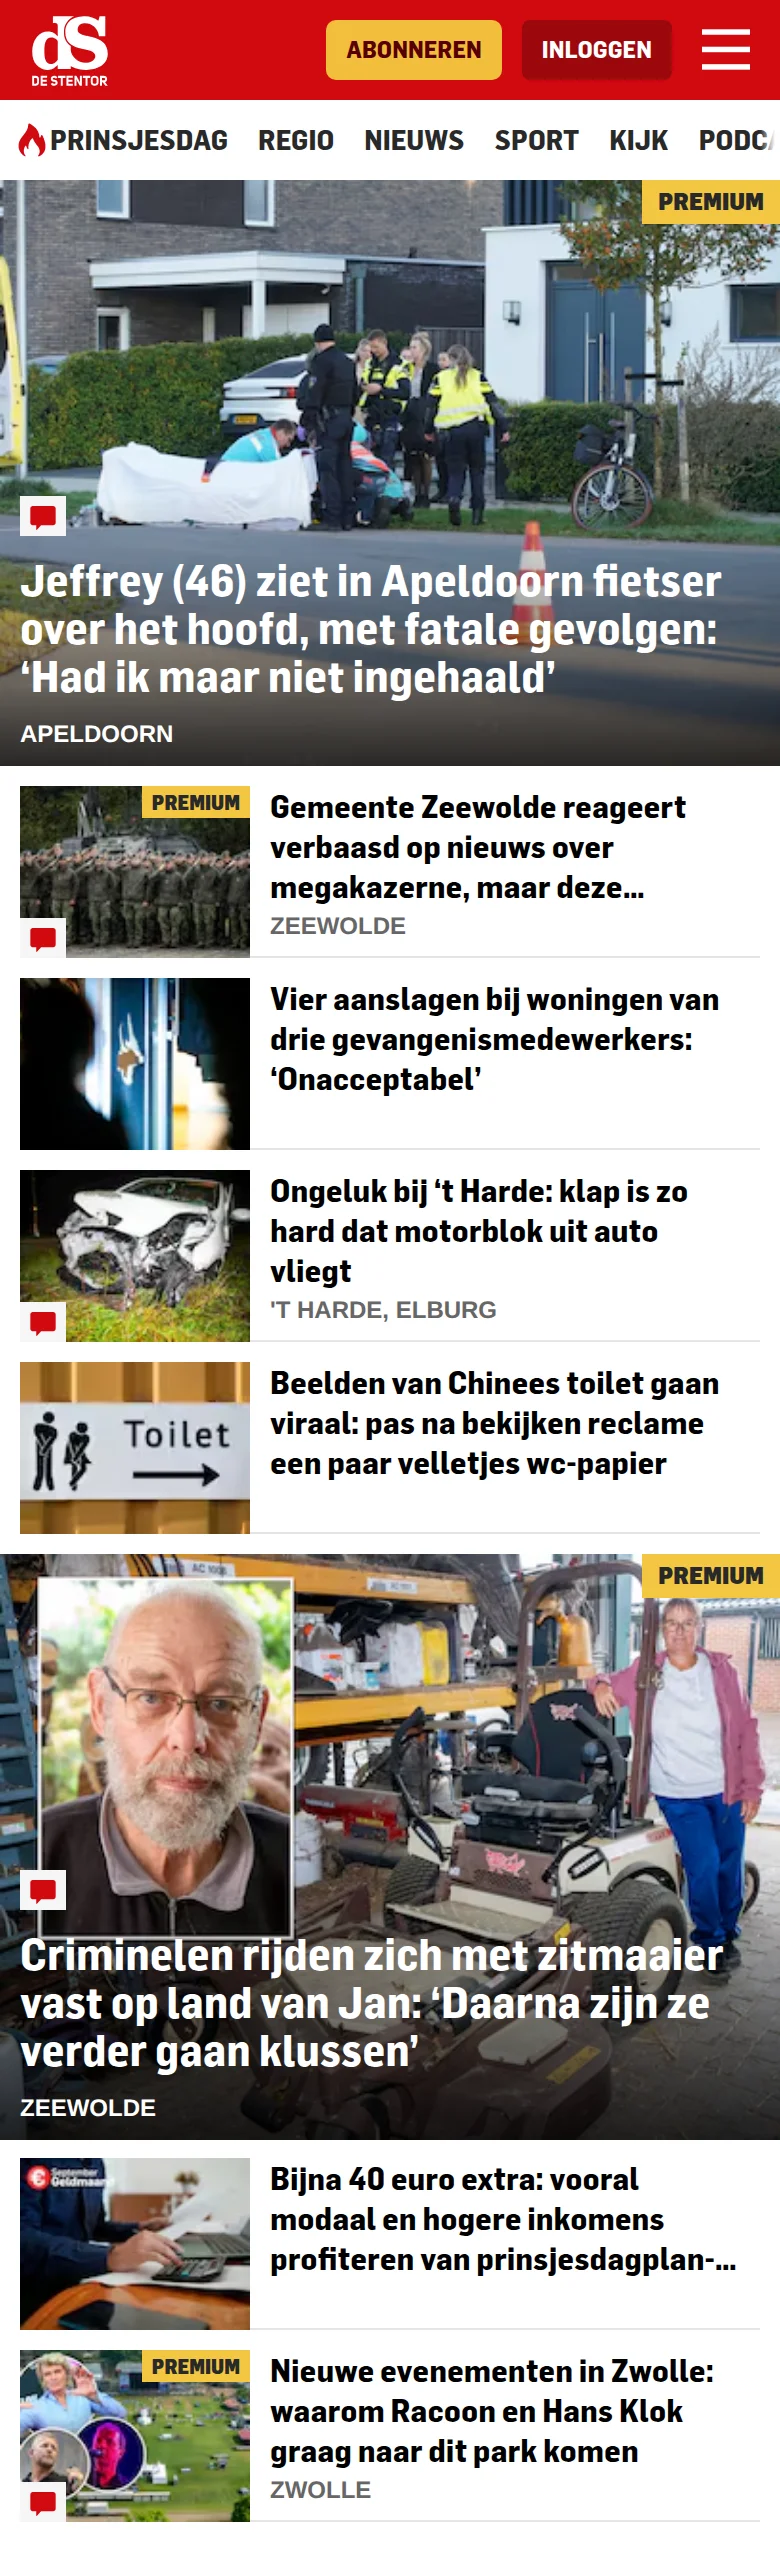 dS
DE STENTOR
ABONNEREN
INLOGGEN
PRINSJESDAG REGIO NIEUWS SPORT KIJK PODCA
PREMIUM
Jeffrey (46) ziet in Apeldoorn fietser
over het hoofd, met fatale gevolgen:
‘Had ik maar niet ingehaald’
APELDOORN
PREMIUM
Gemeente Zeewolde reageert
verbaasd op nieuws over
megakazerne, maar deze...
ZEEWOLDE
Vier aanslagen bij woningen van
drie gevangenismedewerkers:
‘Onacceptabel’
Ongeluk bij ‘t Harde: klap is zo
hard dat motorblok uit auto
vliegt
'T HARDE, ELBURG
Toilet
Beelden van Chinees toilet gaan
viraal: pas na bekijken reclame
een paar velletjes wc-papier
PREMIUM
Criminelen rijden zich met zitmaaier
vast op land van Jan: ‘Daarna zijn ze
verder gaan klussen’
ZEEWOLDE
September
Geldmaand
Bijna 40 euro extra: vooral
modaal en hogere inkomens
profiteren van prinsjesdagplan-...
PREMIUM
Nieuwe evenementen in Zwolle:
waarom Racoon en Hans Klok
graag naar dit park komen
ZWOLLE